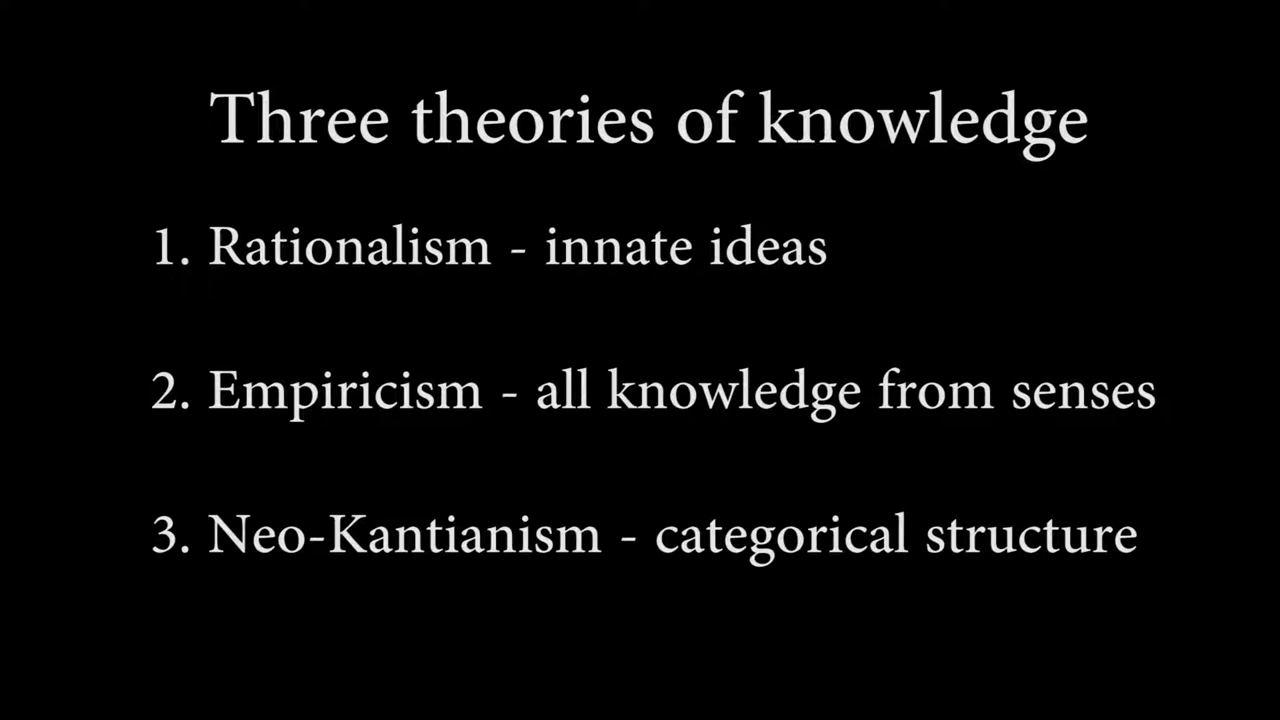 Three theories of knowledge
1. Rationalism - innate ideas
2. Empiricism - all knowledge from senses
3. Neo-Kantianism - categorical structure